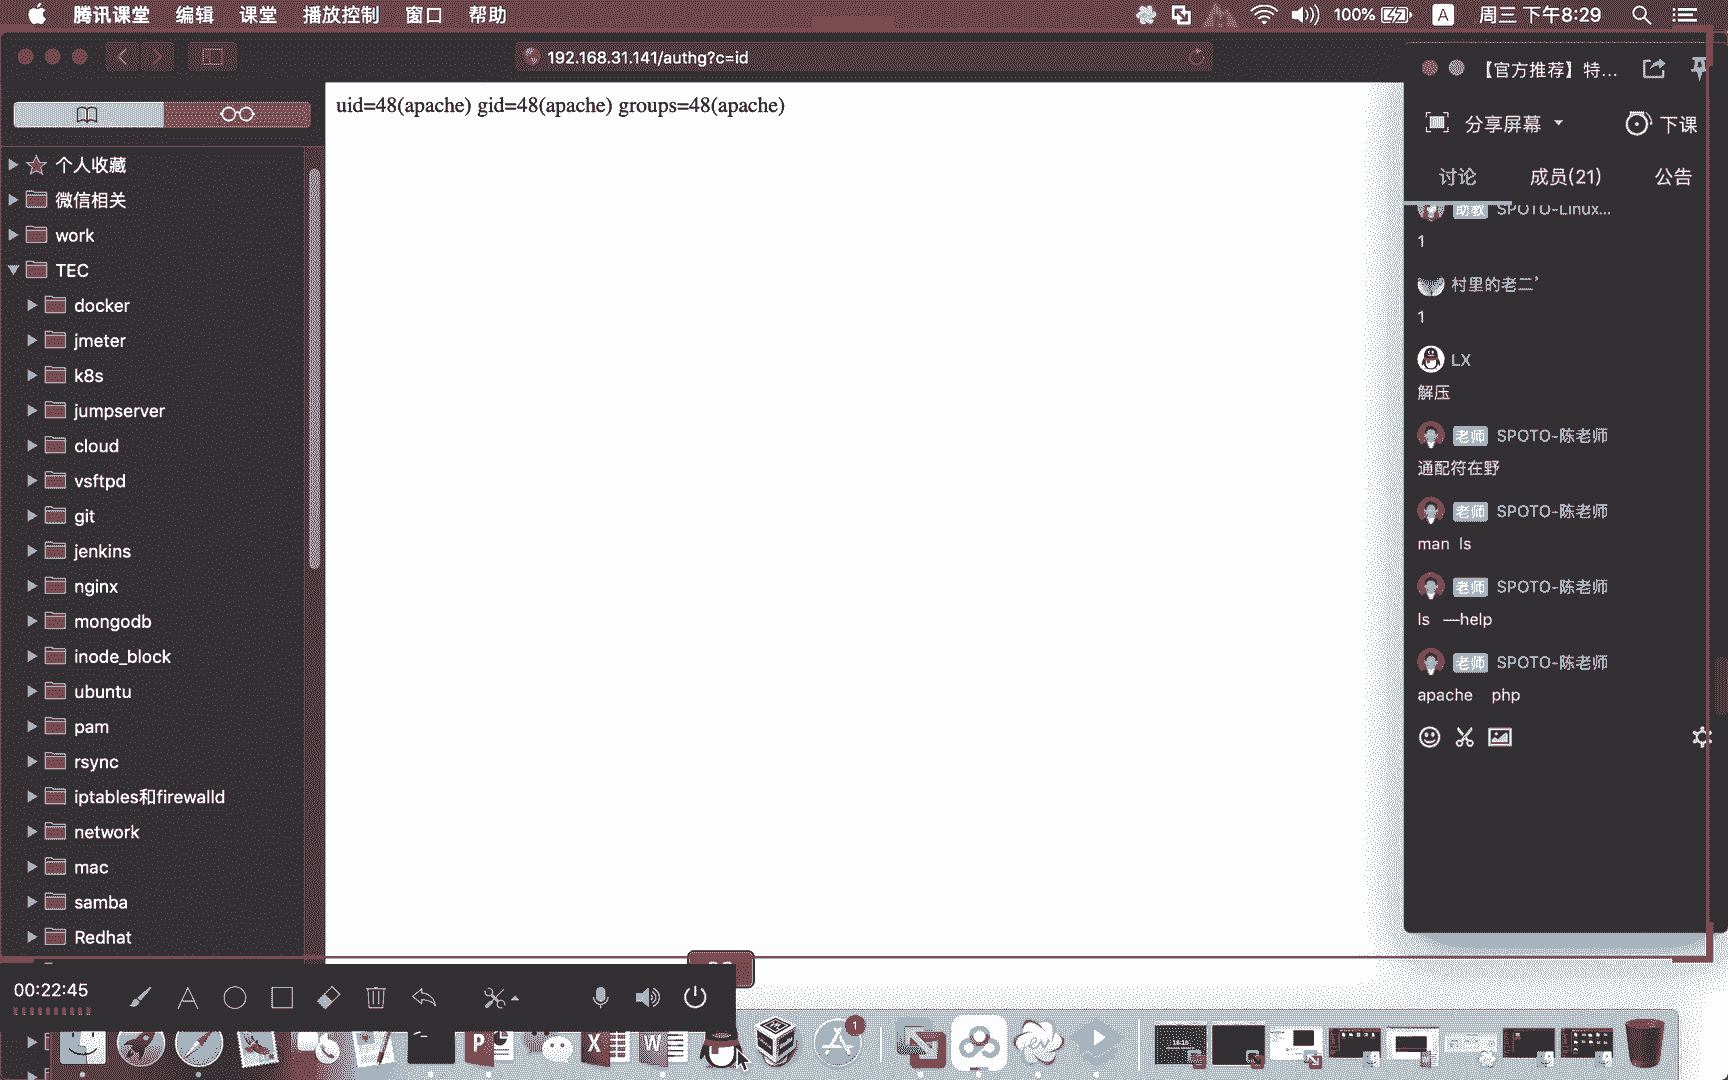 腾讯课堂 编辑 课堂 播放控制 窗口 帮助
100% A 周三 下午8:29
192.168.31.141/authg?c=id
uid=48(apache) gid=48(apache) groups=48(apache)
个人收藏
微信相关
work
TEC
docker
jmeter
k8s
jumpserver
cloud
vsftpd
git
jenkins
nginx
mongodb
inode_block
ubuntu
pam
rsync
iptables和firewalld
network
mac
samba
Redhat
【官方推荐】特...
分享屏幕 下课
讨论 成员(21) 公告
助教 SPOTO-Linux...
1
村里的老二
1
LX
解压
老师 SPOTO-陈老师
通配符在野
老师 SPOTO-陈老师
man ls
老师 SPOTO-陈老师
ls —help
老师 SPOTO-陈老师
apache php
00:22:45
1